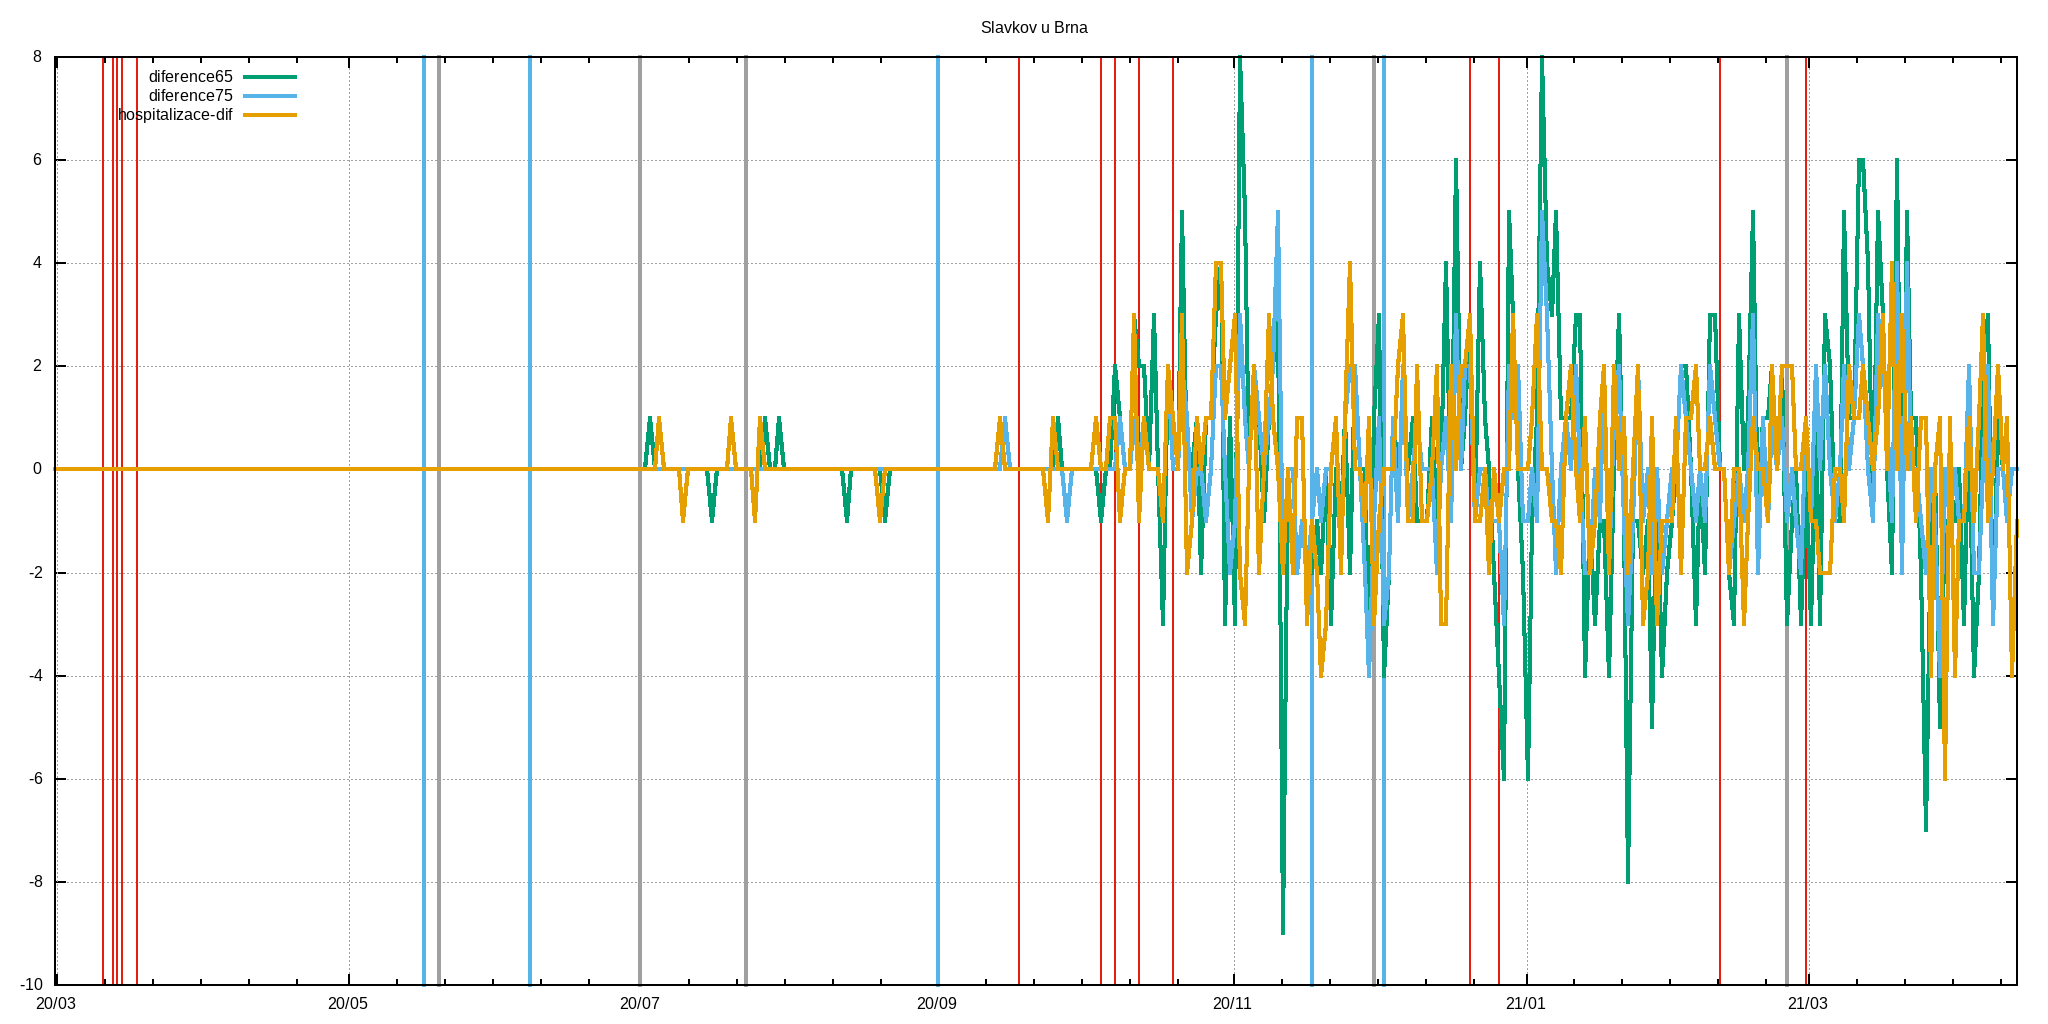 Slavkov u Brna
diference65
diference75
hospitalizace-dif
8
6
4
2
0
-2
-4
-6
-8
-10
20/03 20/05 20/07 20/09 20/11 21/01 21/03